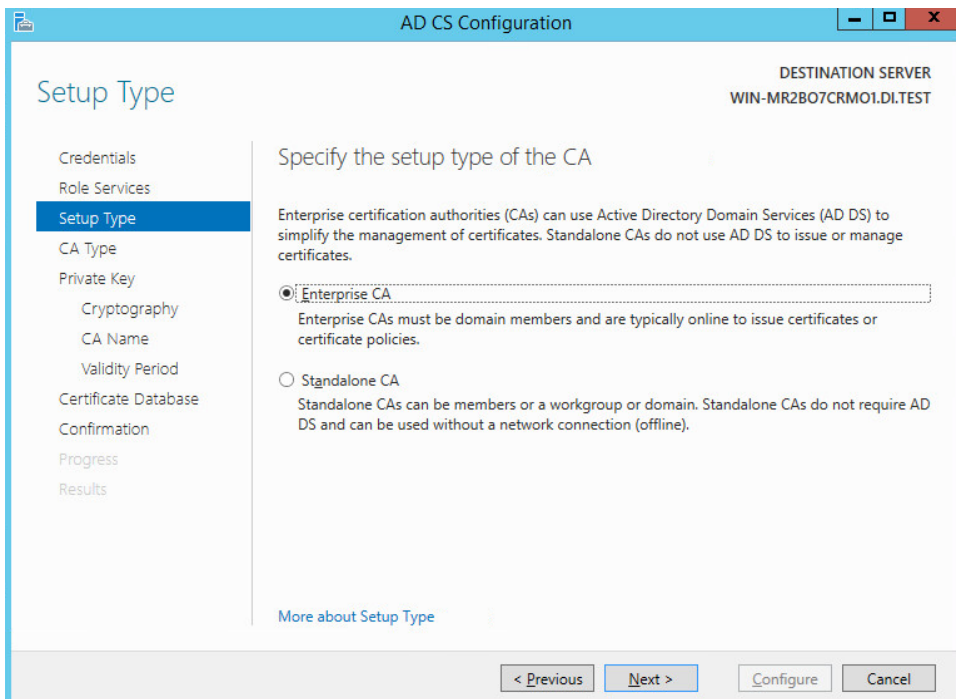 AD CS Configuration
DESTINATION SERVER
WIN-MR2BO7CRMO1.DI.TEST
Setup Type
Credentials
Role Services
Setup Type
CA Type
Private Key
Cryptography
CA Name
Validity Period
Certificate Database
Confirmation
Progress
Results
Specify the setup type of the CA
Enterprise certification authorities (CAs) can use Active Directory Domain Services (AD DS) to
simplify the management of certificates. Standalone CAs do not use AD DS to issue or manage
certificates.
Enterprise CA
Enterprise CAs must be domain members and are typically online to issue certificates or
certificate policies.
Standalone CA
Standalone CAs can be members or a workgroup or domain. Standalone CAs do not require AD
DS and can be used without a network connection (offline).
More about Setup Type
< Previous
Next >
Configure
Cancel